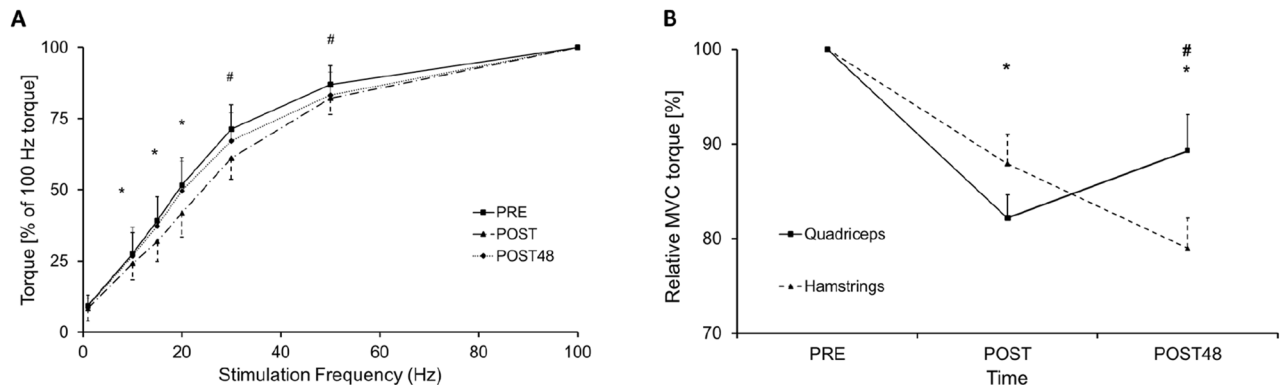 A
Torque [% of 100 Hz torque]
100
75
50
25
0
*
*
*
#
#
PRE
POST
POST48
0
20
40
60
80
100
Stimulation Frequency (Hz)
B
Relative MVC torque [%]
100
90
80
70
*
#
*
Quadriceps
Hamstrings
PRE
POST
POST48
Time